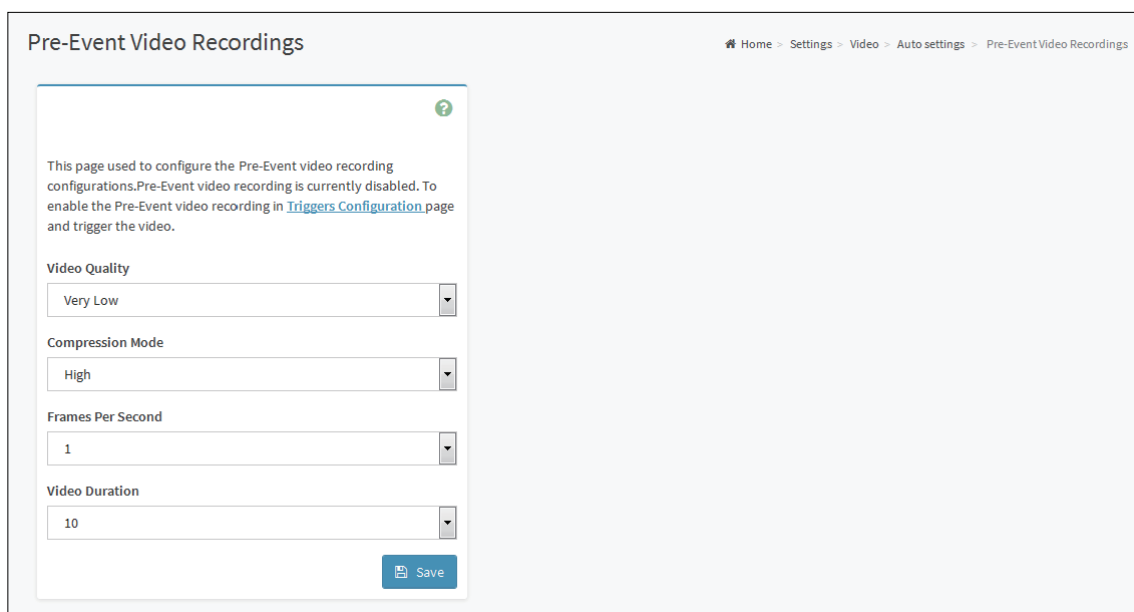 Pre-Event Video Recordings
Home > Settings > Video > Auto settings > Pre-Event Video Recordings
This page used to configure the Pre-Event video recording
configurations.Pre-Event video recording is currently disabled. To
enable the Pre-Event video recording in Triggers Configuration page
and trigger the video.
Video Quality
Very Low
Compression Mode
High
Frames Per Second
1
Video Duration
10
Save